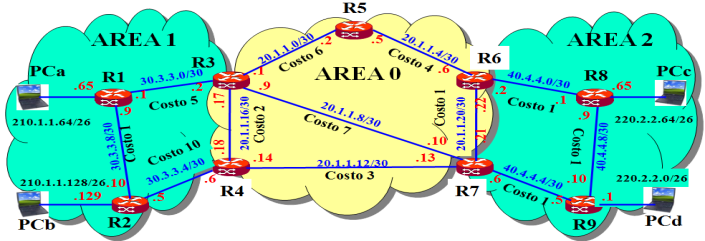 R5
AREA 1
AREA 2
20.1.1.0/30
.2
.5
20.1.1.4/30
R3
R6
PCa
R1
30.3.3.0/30
Costo 6
AREA 0
Costo 4
.6
40.4.4.0/30
R8
PCc
.65
.1
.2
.1
.2
.1
.65
.9
Costo 5
.9
Costo 1
.9
210.1.1.64/26
.17
20.1.1.16/30
Costo 2
20.1.1.8/30
Costo 7
Costo 1
20.1.1.20/30
.22
220.2.2.64/26
30.3.3.8/30
Costo 1
Costo 10
.18
.10
.21
Costo 1
40.4.4.8/30
30.3.3.4/30
.14
20.1.1.12/30
.13
40.4.4.4/30
220.2.2.0/26
210.1.1.128/26
.10
.6
R4
Costo 3
R7
.6
.10
.129
.5
Costo 1
.5
.1
PCb
R2
R9
PCd